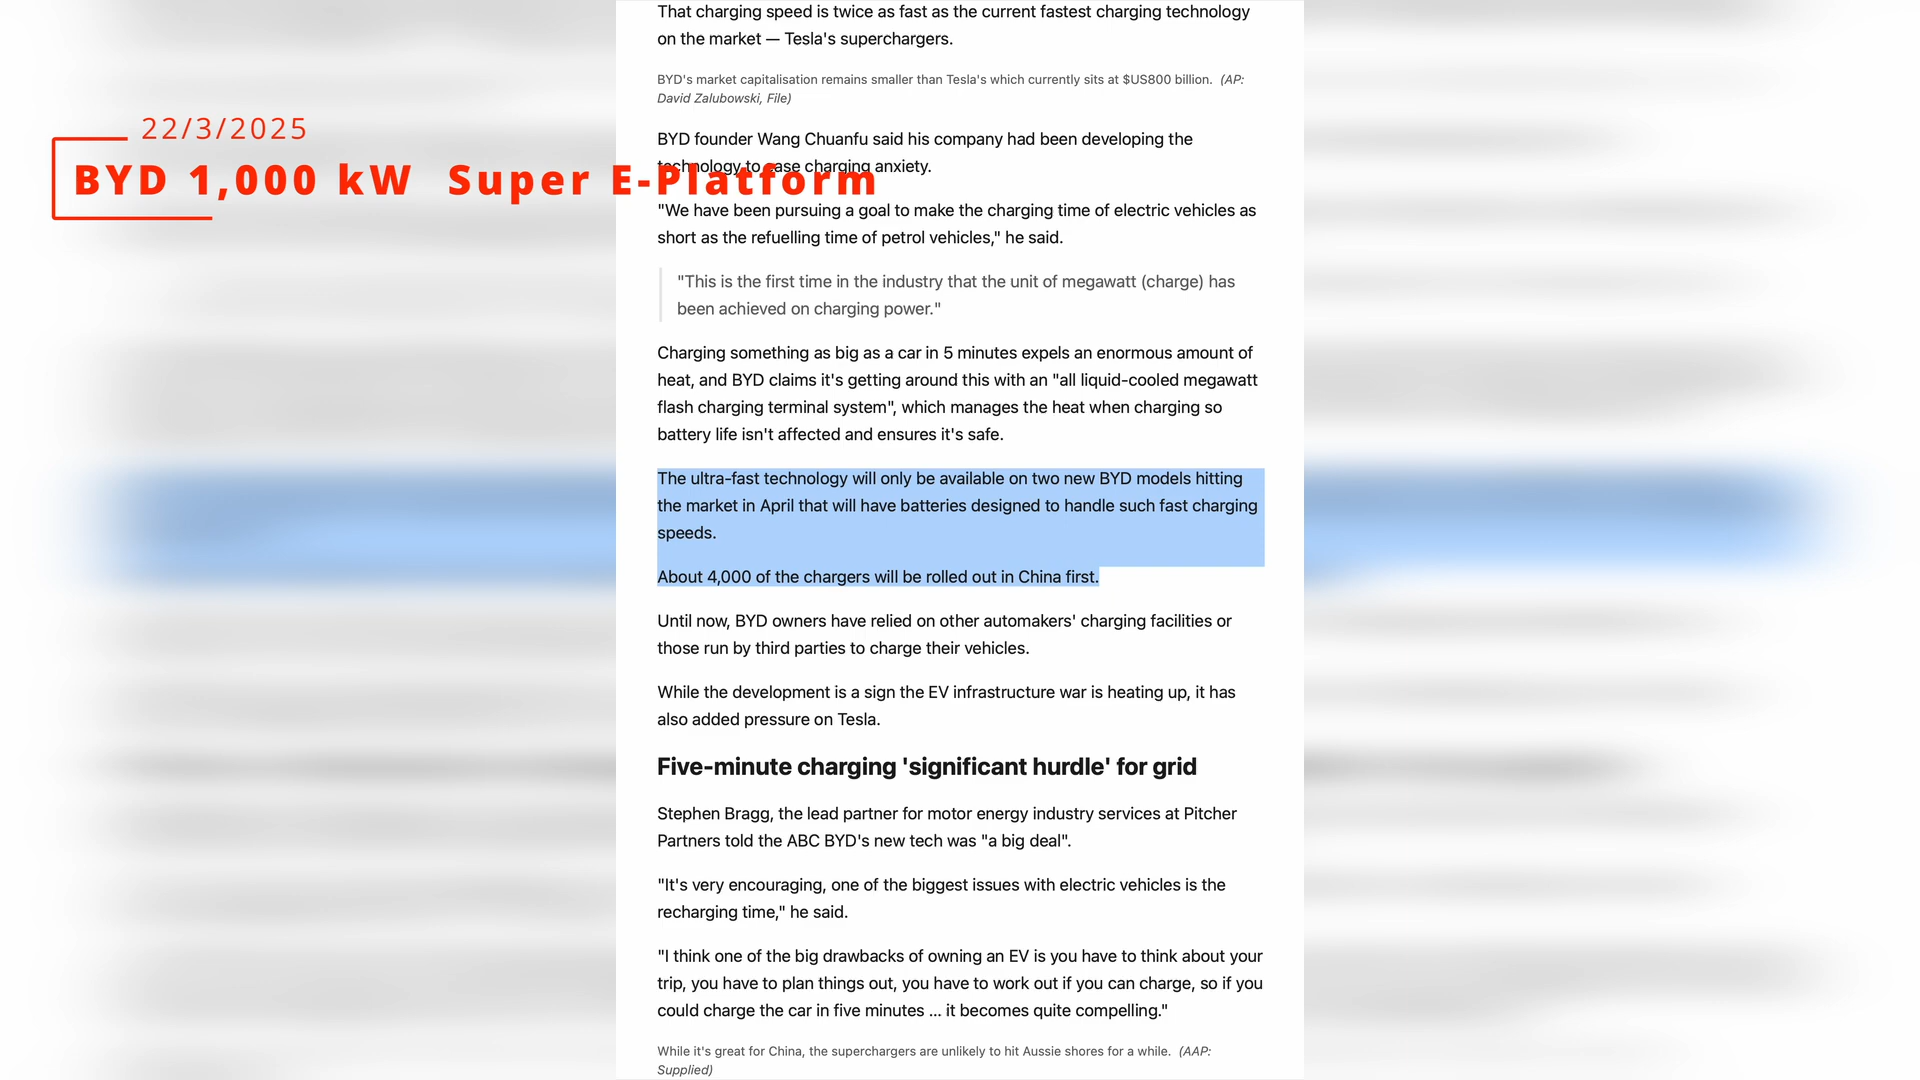 That charging speed is twice as fast as the current fastest charging technology
on the market — Tesla's superchargers.
BYD's market capitalisation remains smaller than Tesla's which currently sits at $US800 billion. (AP:
David Zalubowski, File)
22/3/2025
BYD 1,000 kW Super E-Platform
BYD founder Wang Chuanfu said his company had been developing the
technology to ease charging anxiety.
"We have been pursuing a goal to make the charging time of electric vehicles as
short as the refuelling time of petrol vehicles," he said.
"This is the first time in the industry that the unit of megawatt (charge) has
been achieved on charging power."
Charging something as big as a car in 5 minutes expels an enormous amount of
heat, and BYD claims it's getting around this with an "all liquid-cooled megawatt
flash charging terminal system", which manages the heat when charging so
battery life isn't affected and ensures it's safe.
The ultra-fast technology will only be available on two new BYD models hitting
the market in April that will have batteries designed to handle such fast charging
speeds.
About 4,000 of the chargers will be rolled out in China first.
Until now, BYD owners have relied on other automakers' charging facilities or
those run by third parties to charge their vehicles.
While the development is a sign the EV infrastructure war is heating up, it has
also added pressure on Tesla.
Five-minute charging 'significant hurdle' for grid
Stephen Bragg, the lead partner for motor energy industry services at Pitcher
Partners told the ABC BYD's new tech was "a big deal".
"It's very encouraging, one of the biggest issues with electric vehicles is the
recharging time," he said.
"I think one of the big drawbacks of owning an EV is you have to think about your
trip, you have to plan things out, you have to work out if you can charge, so if you
could charge the car in five minutes ... it becomes quite compelling."
While it's great for China, the superchargers are unlikely to hit Aussie shores for a while. (AAP:
Supplied)